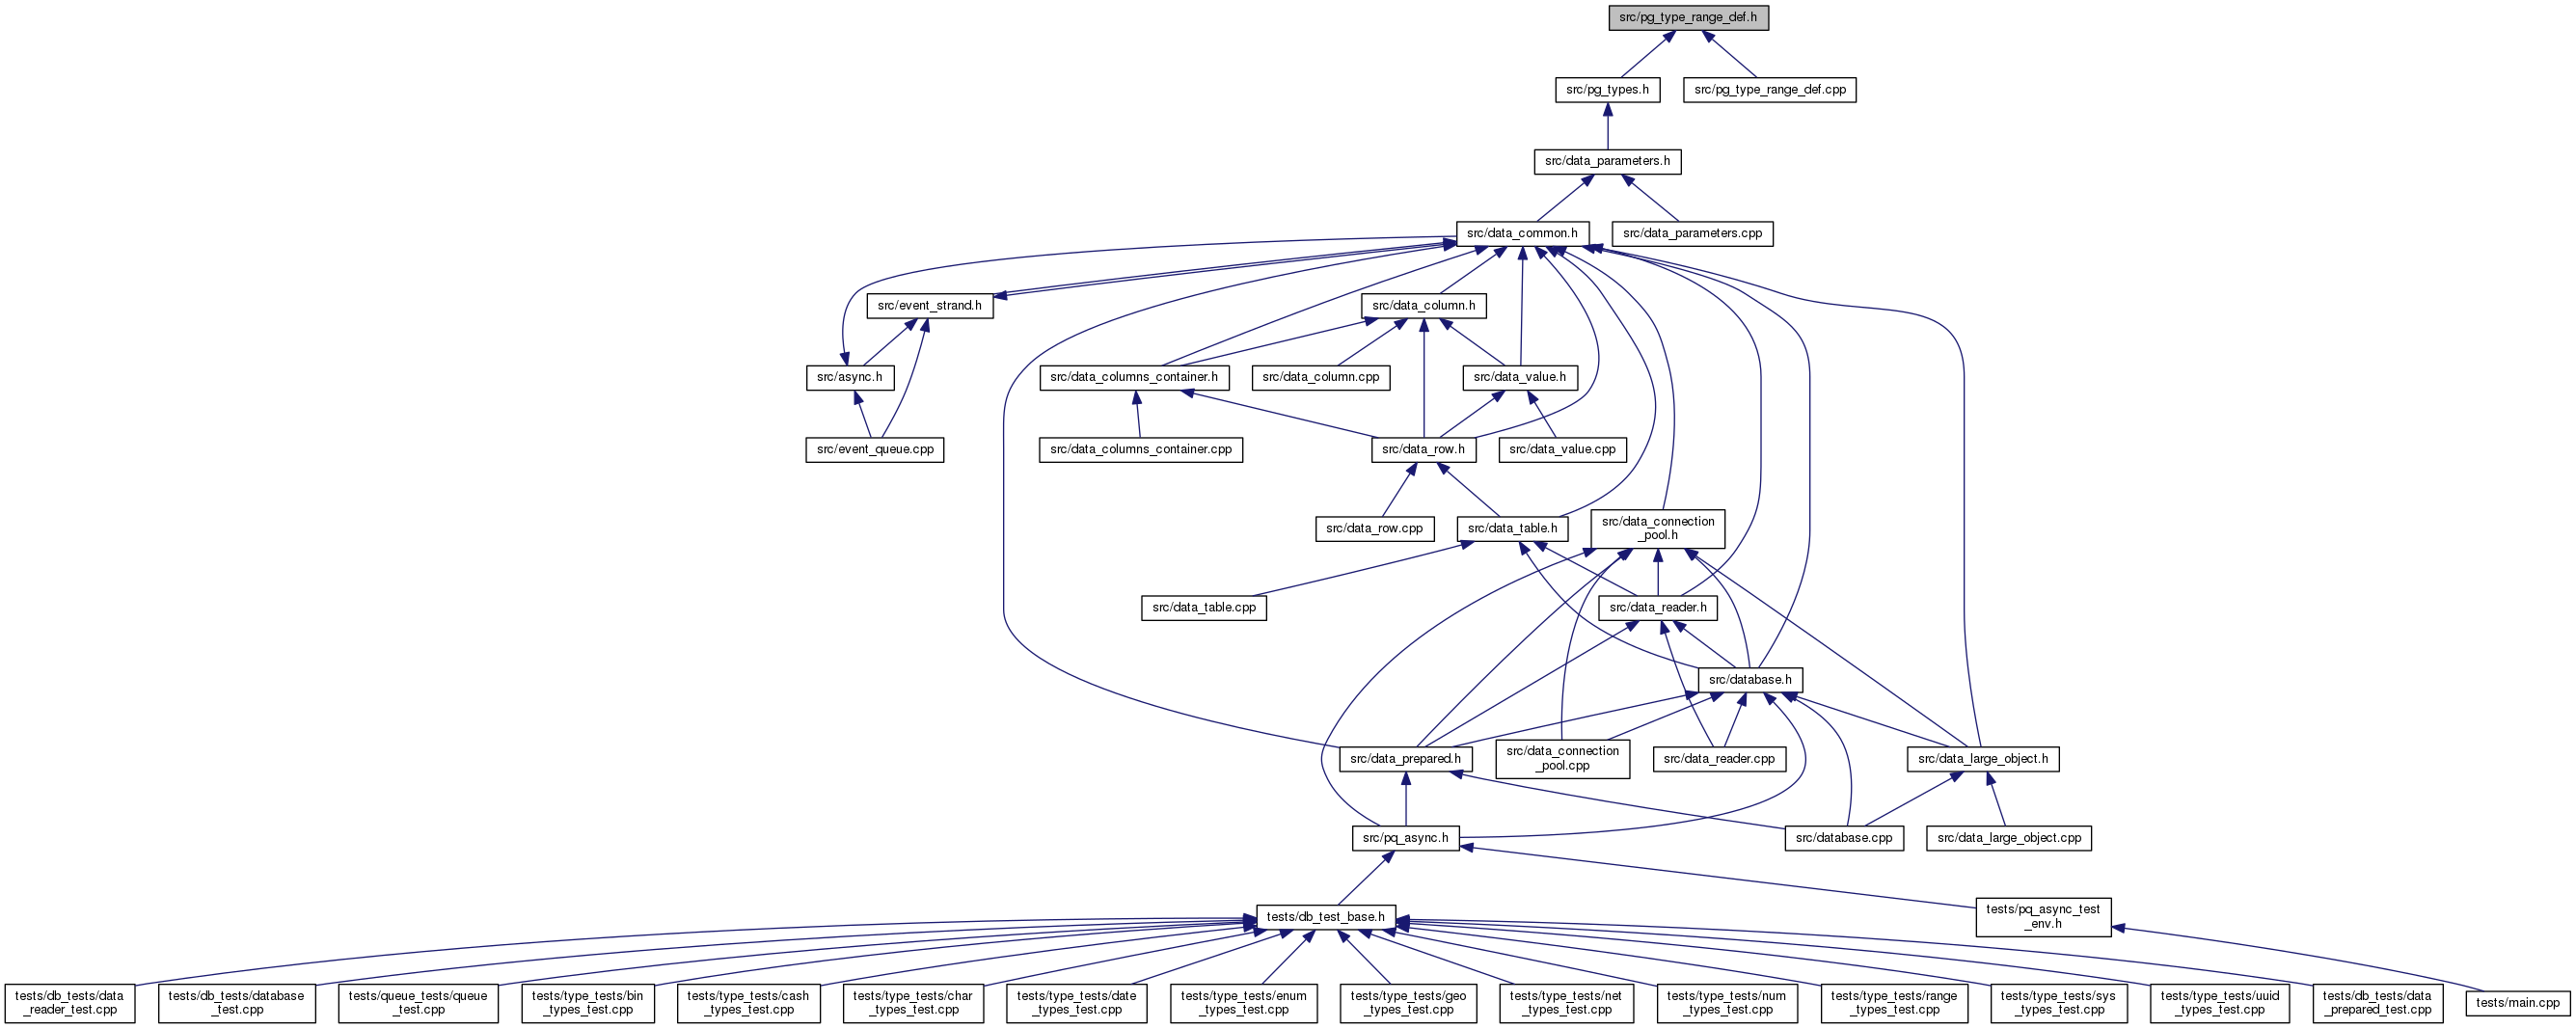 src/pg_type_range_def.h
src/pg_types.h
src/pg_type_range_def.cpp
src/data_parameters.h
src/data_common.h
src/data_parameters.cpp
src/event_strand.h
src/data_column.h
src/async.h
src/data_columns_container.h
src/data_column.cpp
src/data_value.h
src/event_queue.cpp
src/data_columns_container.cpp
src/data_row.h
src/data_value.cpp
src/data_row.cpp
src/data_table.h
src/data_connection
_pool.h
src/data_table.cpp
src/data_reader.h
src/database.h
src/data_prepared.h
src/data_connection
_pool.cpp
src/data_reader.cpp
src/data_large_object.h
src/pq_async.h
src/database.cpp
src/data_large_object.cpp
tests/db_test_base.h
tests/pq_async_test
_env.h
tests/db_tests/data
_reader_test.cpp
tests/db_tests/database
_test.cpp
tests/queue_tests/queue
_test.cpp
tests/type_tests/bin
_types_test.cpp
tests/type_tests/cash
_types_test.cpp
tests/type_tests/char
_types_test.cpp
tests/type_tests/date
_types_test.cpp
tests/type_tests/enum
_types_test.cpp
tests/type_tests/geo
_types_test.cpp
tests/type_tests/net
_types_test.cpp
tests/type_tests/num
_types_test.cpp
tests/type_tests/range
_types_test.cpp
tests/type_tests/sys
_types_test.cpp
tests/type_tests/uuid
_types_test.cpp
tests/db_tests/data
_prepared_test.cpp
tests/main.cpp